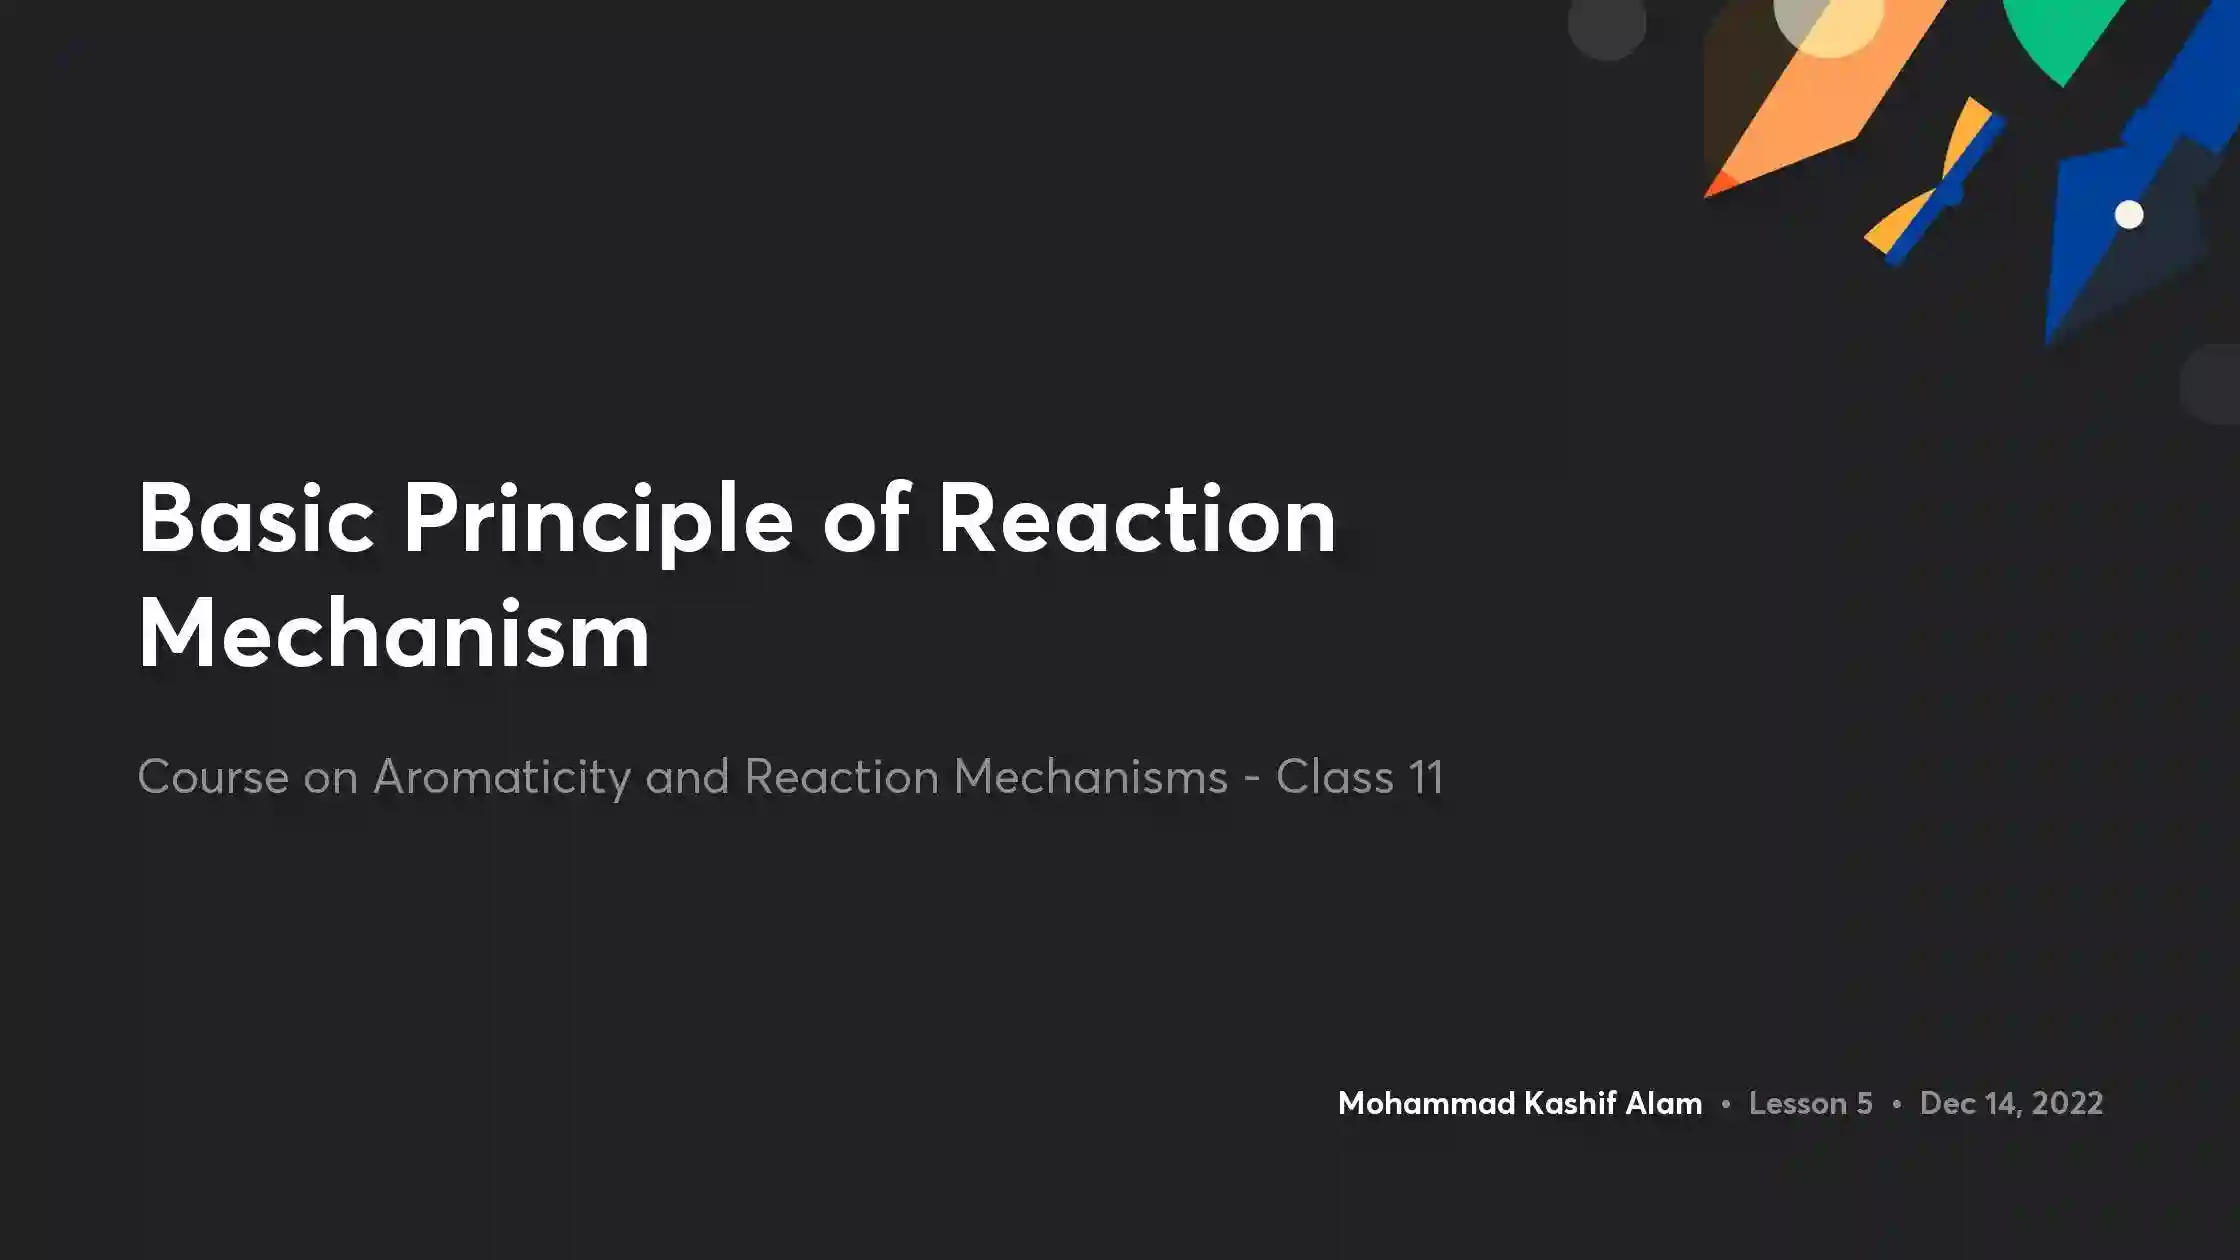 Basic Principle of Reaction
Mechanism
Course on Aromaticity and Reaction Mechanisms - Class 11
Mohammad Kashif Alam • Lesson 5 • Dec 14, 2022